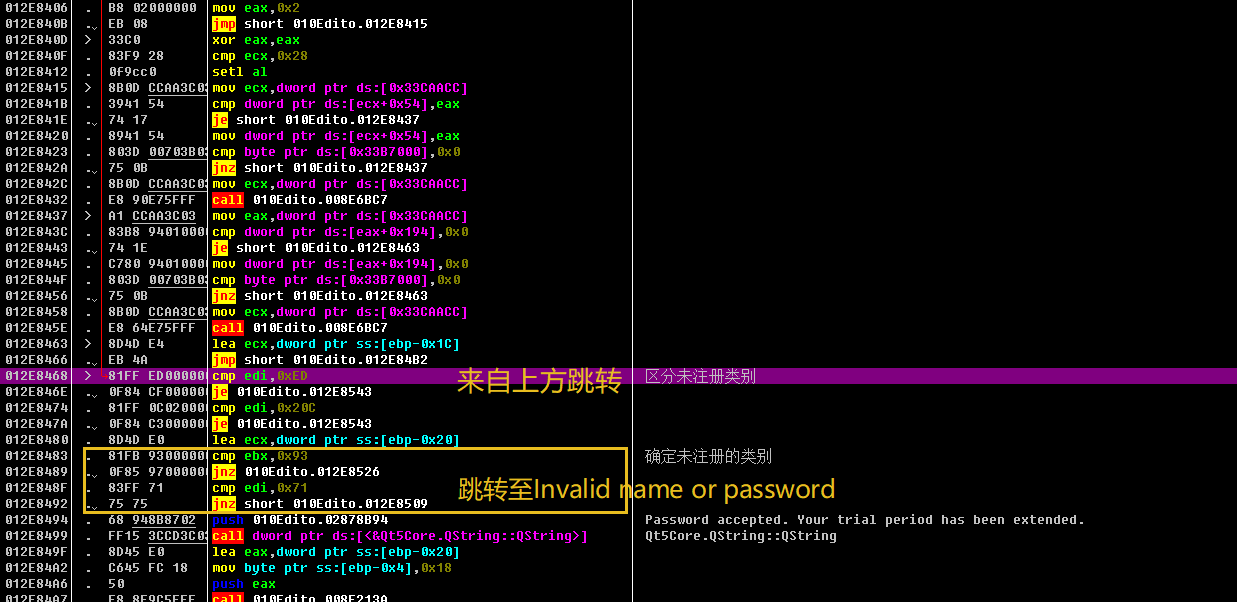 012E8406 . B8 02000000 mov eax,0x2
012E840B .⌄ EB 08 jmp short 010Edito.012E8415
012E840D > 33C0 xor eax,eax
012E840F . 83F9 28 cmp ecx,0x28
012E8412 . 0f9cc0 setl al
012E8415 > 8B0D CCAA3C03 mov ecx,dword ptr ds:[0x33CAACC]
012E841B . 3941 54 cmp dword ptr ds:[ecx+0x54],eax
012E841E .⌄ 74 17 je short 010Edito.012E8437
012E8420 . 8941 54 mov dword ptr ds:[ecx+0x54],eax
012E8423 . 803D 00703B03 cmp byte ptr ds:[0x33B7000],0x0
012E842A .⌄ 75 0B jnz short 010Edito.012E8437
012E842C . 8B0D CCAA3C03 mov ecx,dword ptr ds:[0x33CAACC]
012E8432 . E8 90E75FFF call 010Edito.008E6BC7
012E8437 > A1 CCAA3C03 mov eax,dword ptr ds:[0x33CAACC]
012E843C . 83B8 94010000 cmp dword ptr ds:[eax+0x194],0x0
012E8443 .⌄ 74 1E je short 010Edito.012E8463
012E8445 . C780 94010000 mov dword ptr ds:[eax+0x194],0x0
012E844F . 803D 00703B03 cmp byte ptr ds:[0x33B7000],0x0
012E8456 .⌄ 75 0B jnz short 010Edito.012E8463
012E8458 . 8B0D CCAA3C03 mov ecx,dword ptr ds:[0x33CAACC]
012E845E . E8 64E75FFF call 010Edito.008E6BC7
012E8463 > 8D4D E4 lea ecx,dword ptr ss:[ebp-0x1C]
012E8466 .⌄ EB 4A jmp short 010Edito.012E84B2
012E8468 > 81FF ED000000 cmp edi,0xED 来自上方跳转 区分未注册类别
012E846E .⌄ 0F84 CF000000 je 010Edito.012E8543
012E8474 . 81FF 0C020000 cmp edi,0x20C
012E847A .⌄ 0F84 C3000000 je 010Edito.012E8543
012E8480 . 8D4D E0 lea ecx,dword ptr ss:[ebp-0x20]
012E8483 . 81FB 93000000 cmp ebx,0x93 确定未注册的类别
012E8489 .⌄ 0F85 97000000 jnz 010Edito.012E8526
012E848F . 83FF 71 cmp edi,0x71 跳转至Invalid name or password
012E8492 .⌄ 75 75 jnz short 010Edito.012E8509
012E8494 . 68 948B8702 push 010Edito.02878B94 Password accepted. Your trial period has been extended.
012E8499 . FF15 3CCD3C03 call dword ptr ds:[<&Qt5Core.QString::QString>] Qt5Core.QString::QString
012E849F . 8D45 E0 lea eax,dword ptr ss:[ebp-0x20]
012E84A2 . C645 FC 18 mov byte ptr ss:[ebp-0x4],0x18
012E84A6 . 50 push eax
012E84A7 . E8 8E9C5FFF call 010Edito.008E213A